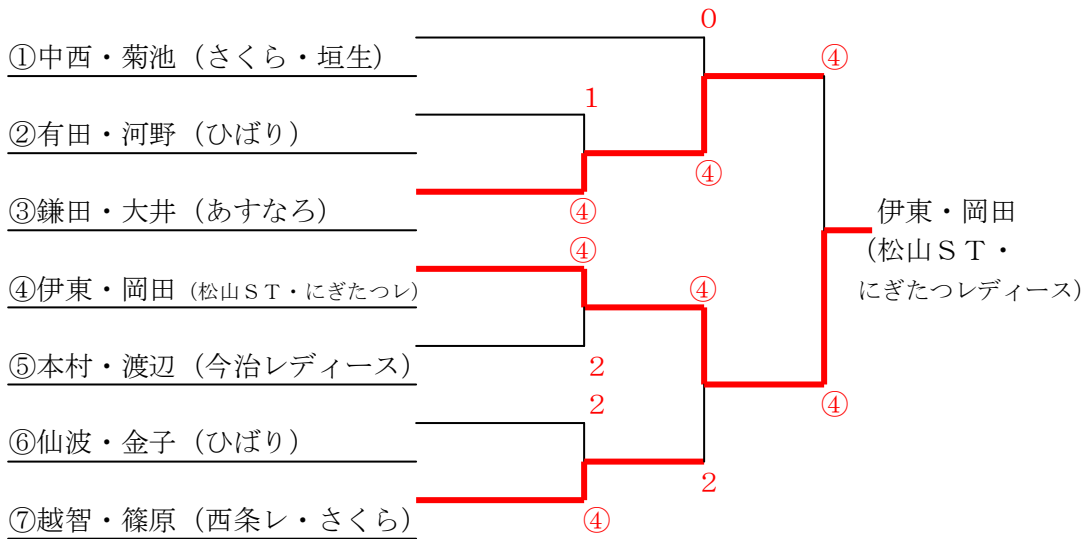 0
①中西・菊池（さくら・垣生）
④
1
②有田・河野（ひばり）
④
③鎌田・大井（あすなろ）
④
伊東・岡田
（松山ＳＴ・
にぎたつレディース）
④
④伊東・岡田（松山ＳＴ・にぎたつレ）
④
⑤本村・渡辺（今治レディース）
2
2
④
⑥仙波・金子（ひばり）
2
⑦越智・篠原（西条レ・さくら）
④